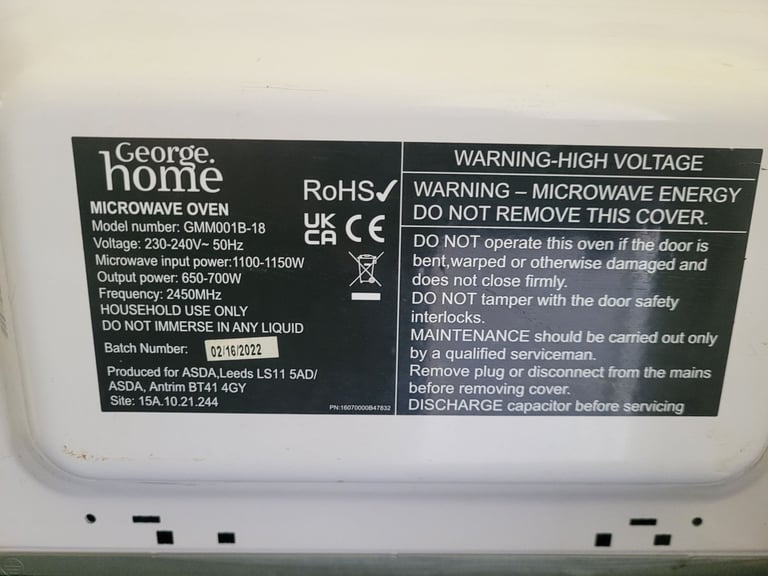 George.
home
MICROWAVE OVEN
Model number: GMM001B-18
Voltage: 230-240V~ 50Hz
Microwave input power:1100-1150W
Output power: 650-700W
Frequency: 2450MHz
HOUSEHOLD USE ONLY
DO NOT IMMERSE IN ANY LIQUID
Batch Number: 02/16/2022
Produced for ASDA,Leeds LS11 5AD/
ASDA, Antrim BT41 4GY
Site: 15A.10.21.244
RoHS✓
UK
CA CE
PN:16070000B47832
WARNING-HIGH VOLTAGE
WARNING – MICROWAVE ENERGY
DO NOT REMOVE THIS COVER.
DO NOT operate this oven if the door is
bent,warped or otherwise damaged and
does not close firmly.
DO NOT tamper with the door safety
interlocks.
MAINTENANCE should be carried out only
by a qualified serviceman.
Remove plug or disconnect from the mains
before removing cover.
DISCHARGE capacitor before servicing